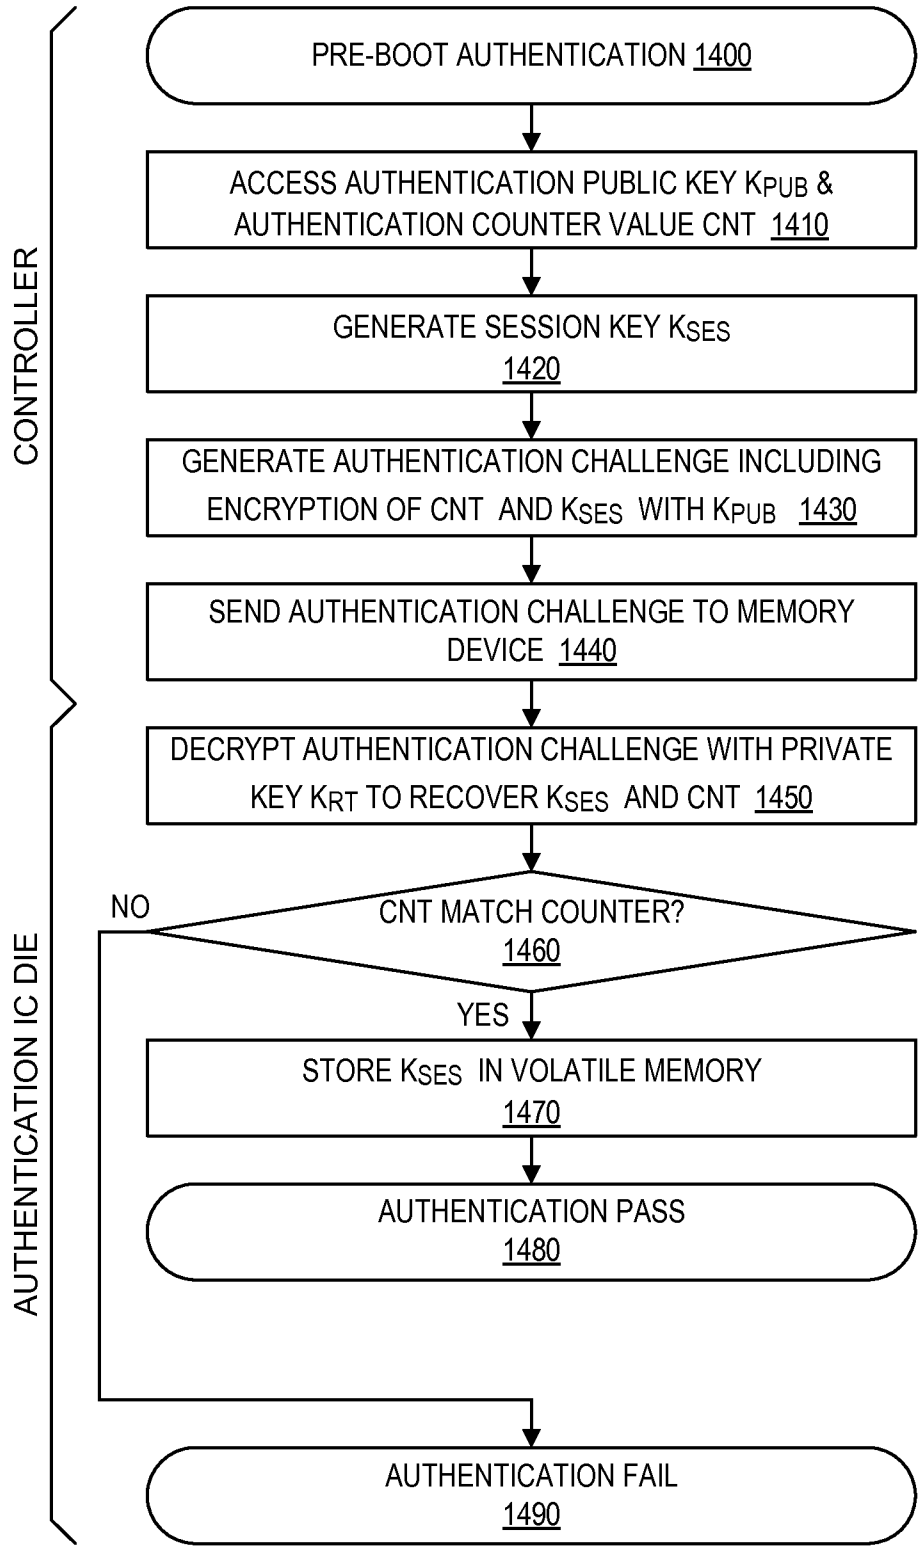 CONTROLLER
PRE-BOOT AUTHENTICATION 1400
ACCESS AUTHENTICATION PUBLIC KEY KPUB &
AUTHENTICATION COUNTER VALUE CNT 1410
GENERATE SESSION KEY KSES
1420
GENERATE AUTHENTICATION CHALLENGE INCLUDING
ENCRYPTION OF CNT AND KSES WITH KPUB 1430
SEND AUTHENTICATION CHALLENGE TO MEMORY
DEVICE 1440
AUTHENTICATION IC DIE
DECRYPT AUTHENTICATION CHALLENGE WITH PRIVATE
KEY KRT TO RECOVER KSES AND CNT 1450
NO
CNT MATCH COUNTER?
1460
YES
STORE KSES IN VOLATILE MEMORY
1470
AUTHENTICATION PASS
1480
AUTHENTICATION FAIL
1490